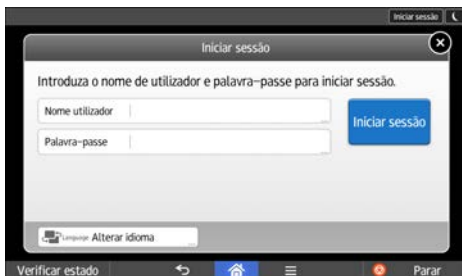 Iniciar sessão
Iniciar sessão
Introduza o nome de utilizador e palavra-passe para iniciar sessão.
Nome utilizador
Iniciar sessão
Palavra-passe
Language Alterar idioma
Verificar estado
Parar